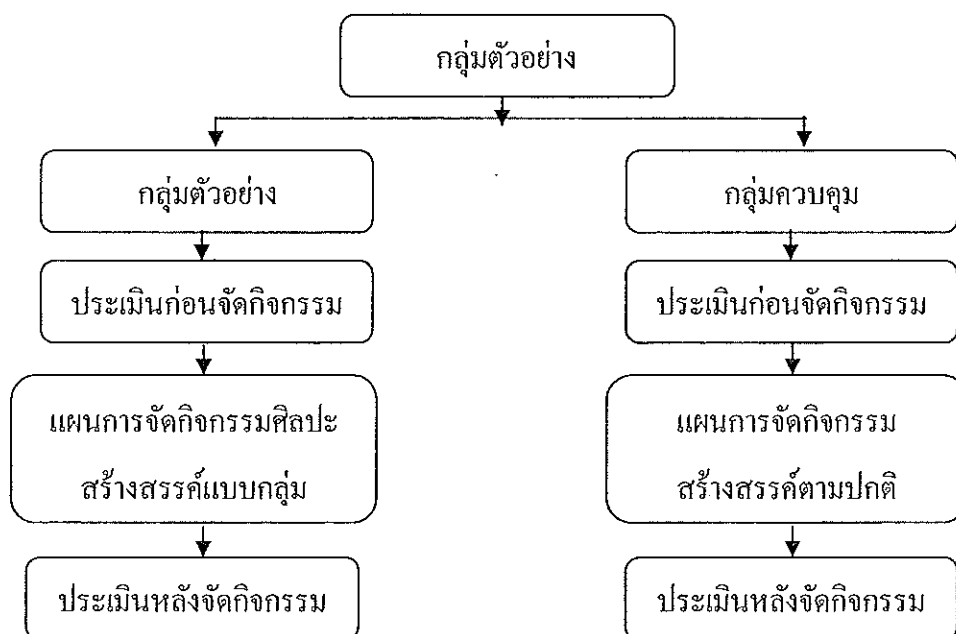 กลุ่มตัวอย่าง
กลุ่มตัวอย่าง
กลุ่มควบคุม
ประเมินก่อนจัดกิจกรรม
ประเมินก่อนจัดกิจกรรม
แผนการจัดกิจกรรมศิลปะ
สร้างสรรค์แบบกลุ่ม
แผนการจัดกิจกรรม
สร้างสรรค์ตามปกติ
ประเมินหลังจัดกิจกรรม
ประเมินหลังจัดกิจกรรม